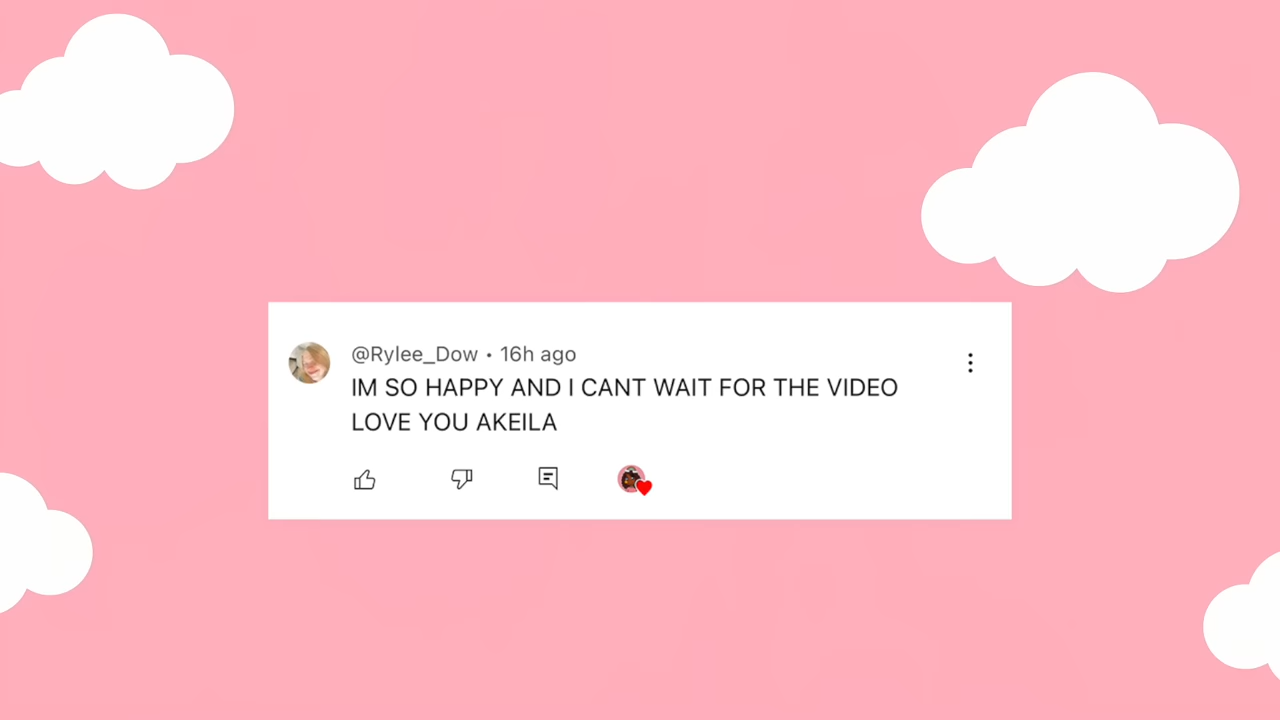 @Rylee_Dow • 16h ago
IM SO HAPPY AND I CANT WAIT FOR THE VIDEO
LOVE YOU AKEILA